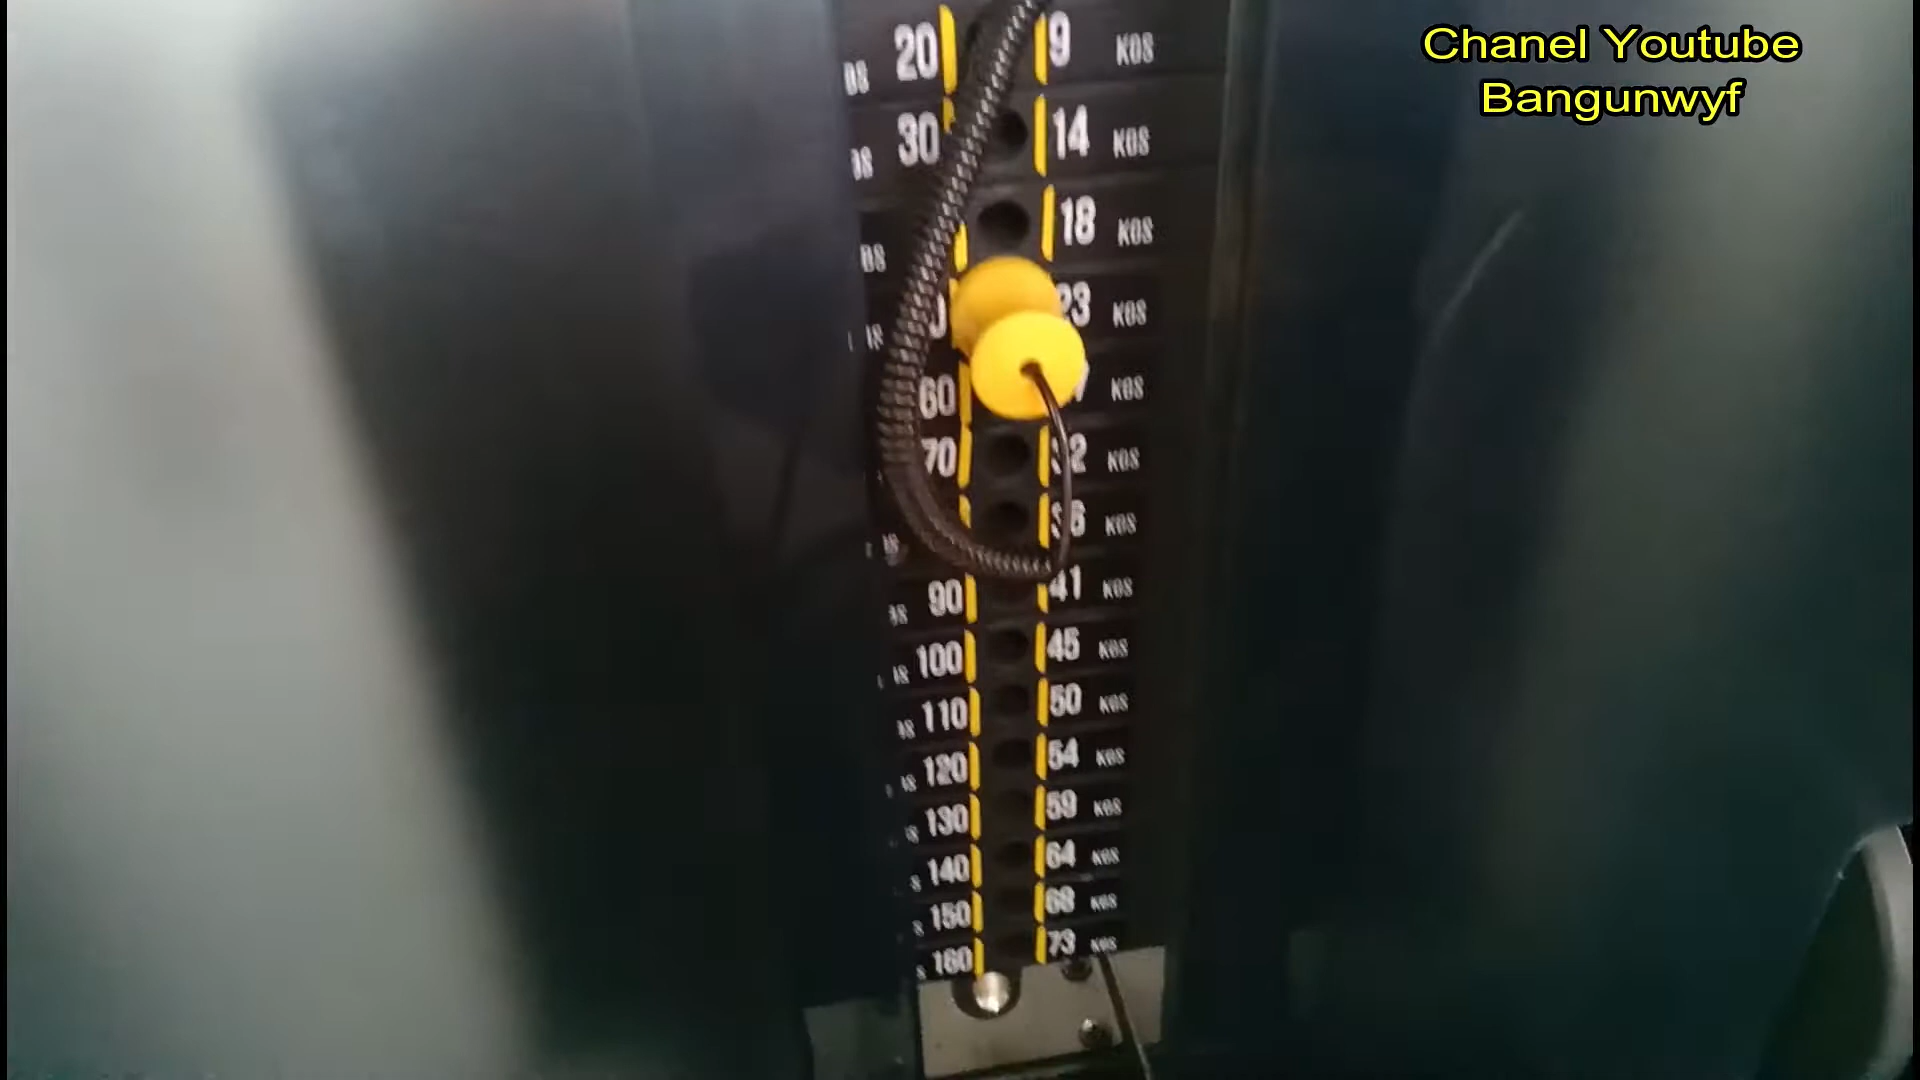 Chanel Youtube
Bangunwyf
20 9 KGS
30 14 KGS
18 KGS
23 KGS
60 KGS
70 32 KGS
36 KGS
90 41 KGS
100 45 KGS
110 50 KGS
120 54 KGS
130 59 KGS
140 64 KGS
150 68 KGS
160 73 KGS